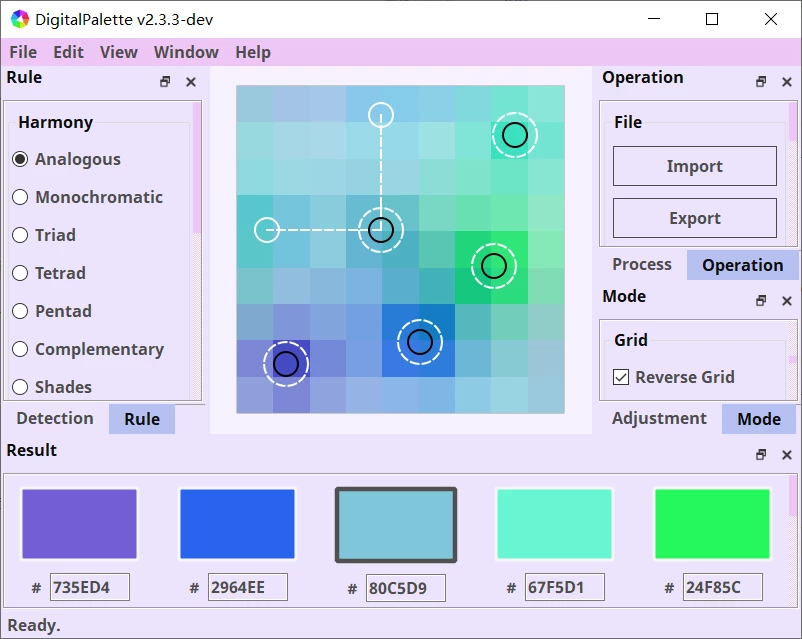 DigitalPalette v2.3.3-dev
File Edit View Window Help
Rule
Harmony
Analogous
Monochromatic
Triad
Tetrad
Pentad
Complementary
Shades
Detection Rule
Operation
File
Import
Export
Process Operation
Mode
Grid
Reverse Grid
Adjustment Mode
Result
# 735ED4 # 2964EE # 80C5D9 # 67F5D1 # 24F85C
Ready.